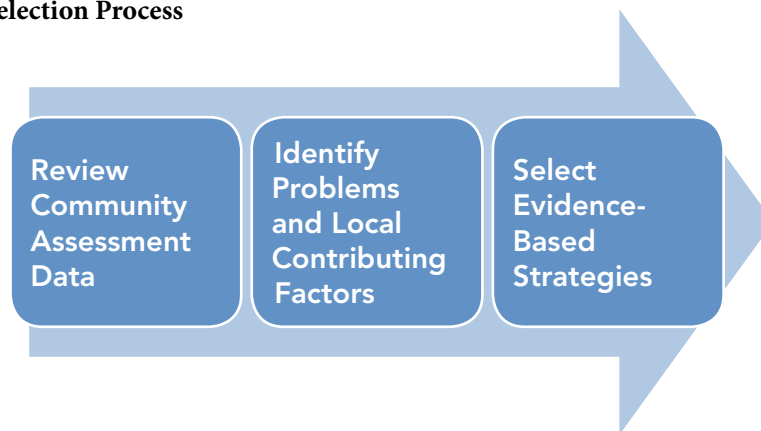 election Process
Review
Community
Assessment
Data
Identify
Problems
and Local
Contributing
Factors
Select
Evidence-
Based
Strategies